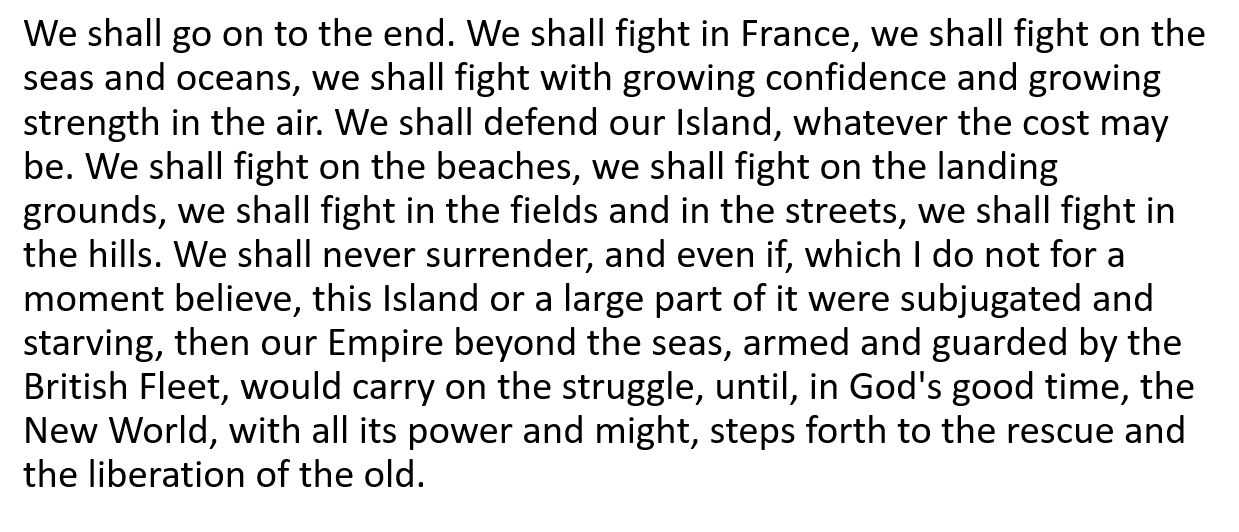 We shall go on to the end. We shall fight in France, we shall fight on the
seas and oceans, we shall fight with growing confidence and growing
strength in the air. We shall defend our Island, whatever the cost may
be. We shall fight on the beaches, we shall fight on the landing
grounds, we shall fight in the fields and in the streets, we shall fight in
the hills. We shall never surrender, and even if, which I do not for a
moment believe, this Island or a large part of it were subjugated and
starving, then our Empire beyond the seas, armed and guarded by the
British Fleet, would carry on the struggle, until, in God's good time, the
New World, with all its power and might, steps forth to the rescue and
the liberation of the old.